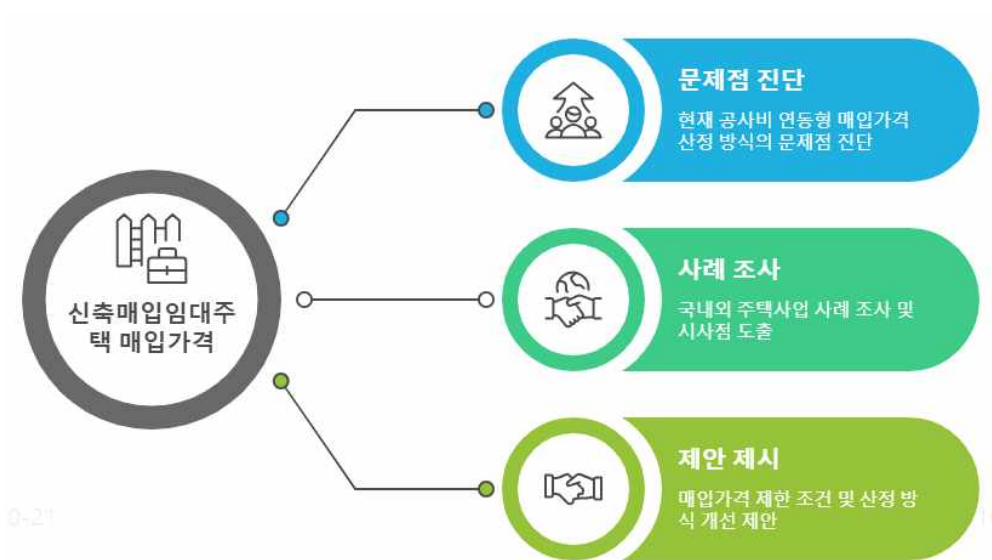 신축매입임대주
택 매입가격
문제점 진단
현재 공사비 연동형 매입가격
산정 방식의 문제점 진단
사례 조사
국내외 주택사업 사례 조사 및
시사점 도출
제안 제시
매입가격 제한 조건 및 산정 방
식 개선 제안
0-21